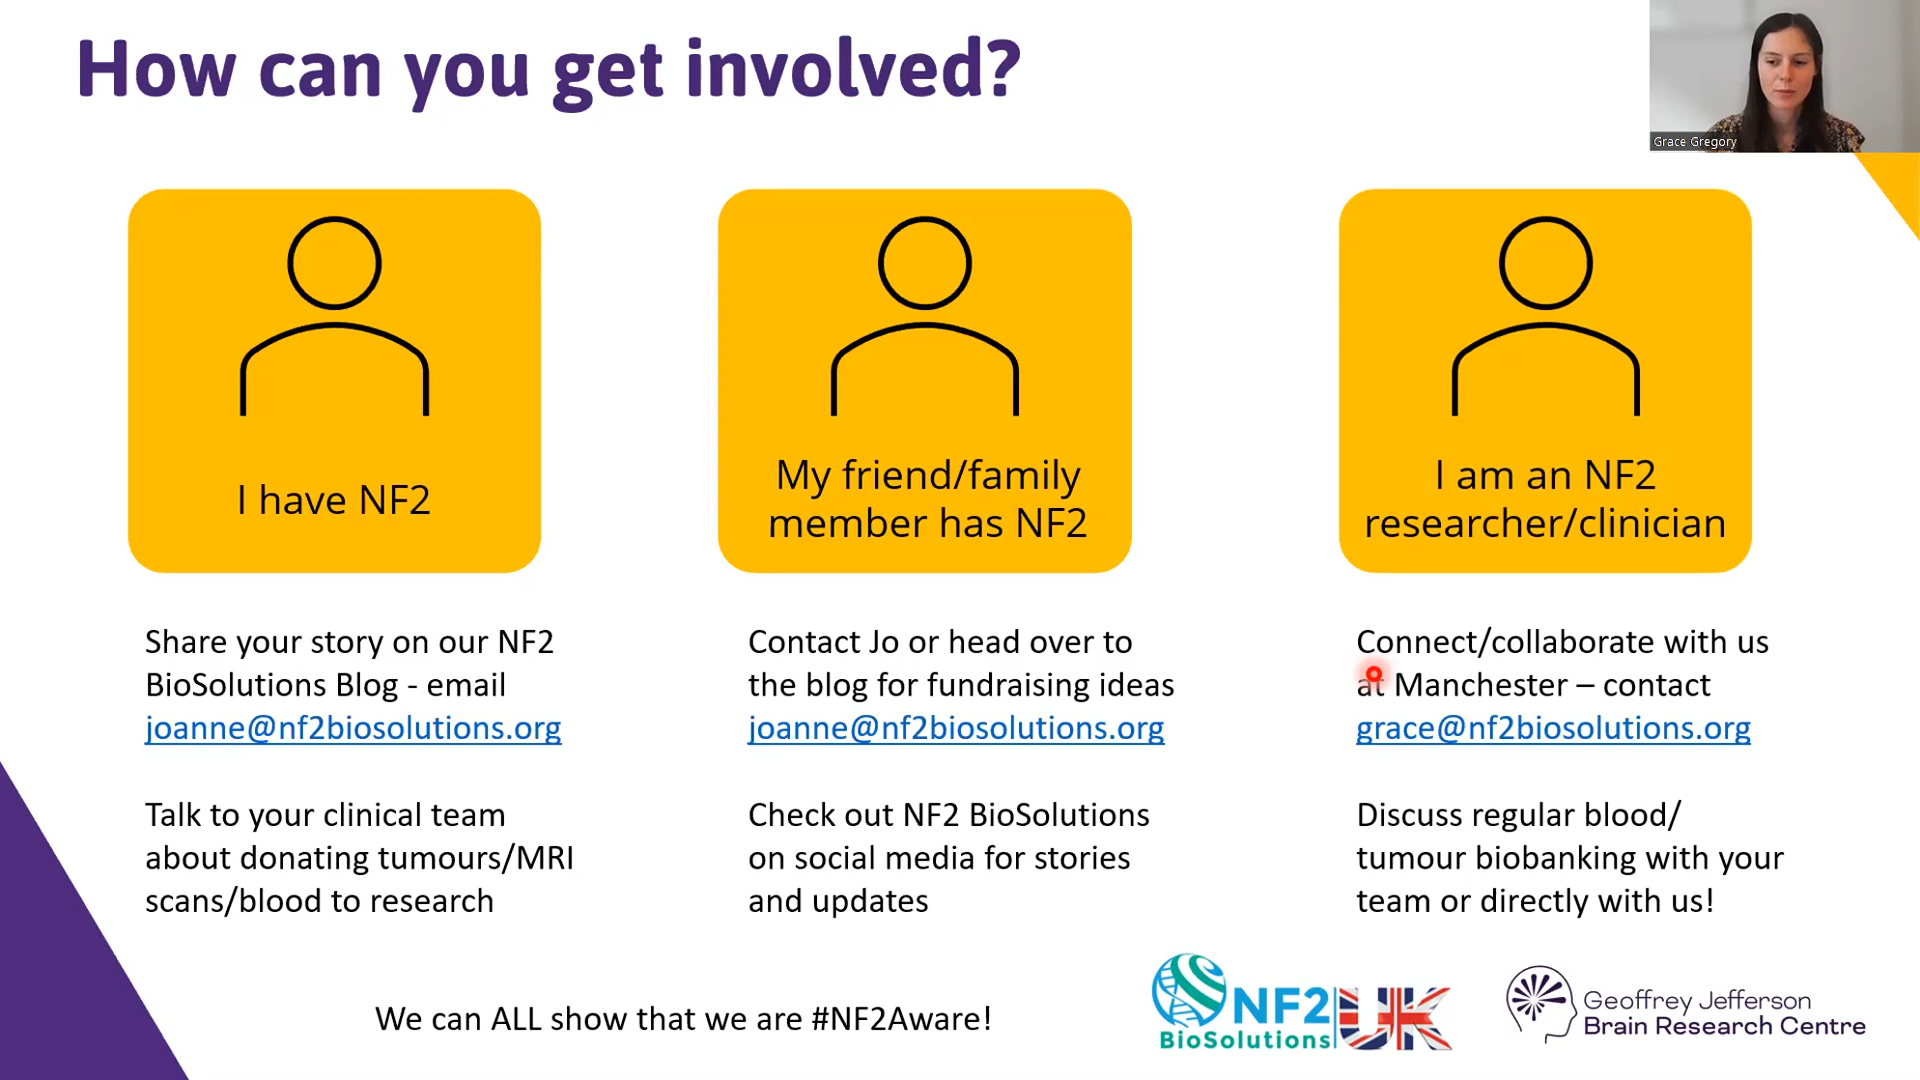 How can you get involved?
Grace Gregory
I have NF2
My friend/family
member has NF2
I am an NF2
researcher/clinician
Share your story on our NF2
BioSolutions Blog - email
joanne@nf2biosolutions.org
Talk to your clinical team
about donating tumours/MRI
scans/blood to research
Contact Jo or head over to
the blog for fundraising ideas
joanne@nf2biosolutions.org
Check out NF2 BioSolutions
on social media for stories
and updates
Connect/collaborate with us
at Manchester – contact
grace@nf2biosolutions.org
Discuss regular blood/
tumour biobanking with your
team or directly with us!
We can ALL show that we are #NF2Aware!
NF2
BioSolutions
UK
Geoffrey Jefferson
Brain Research Centre